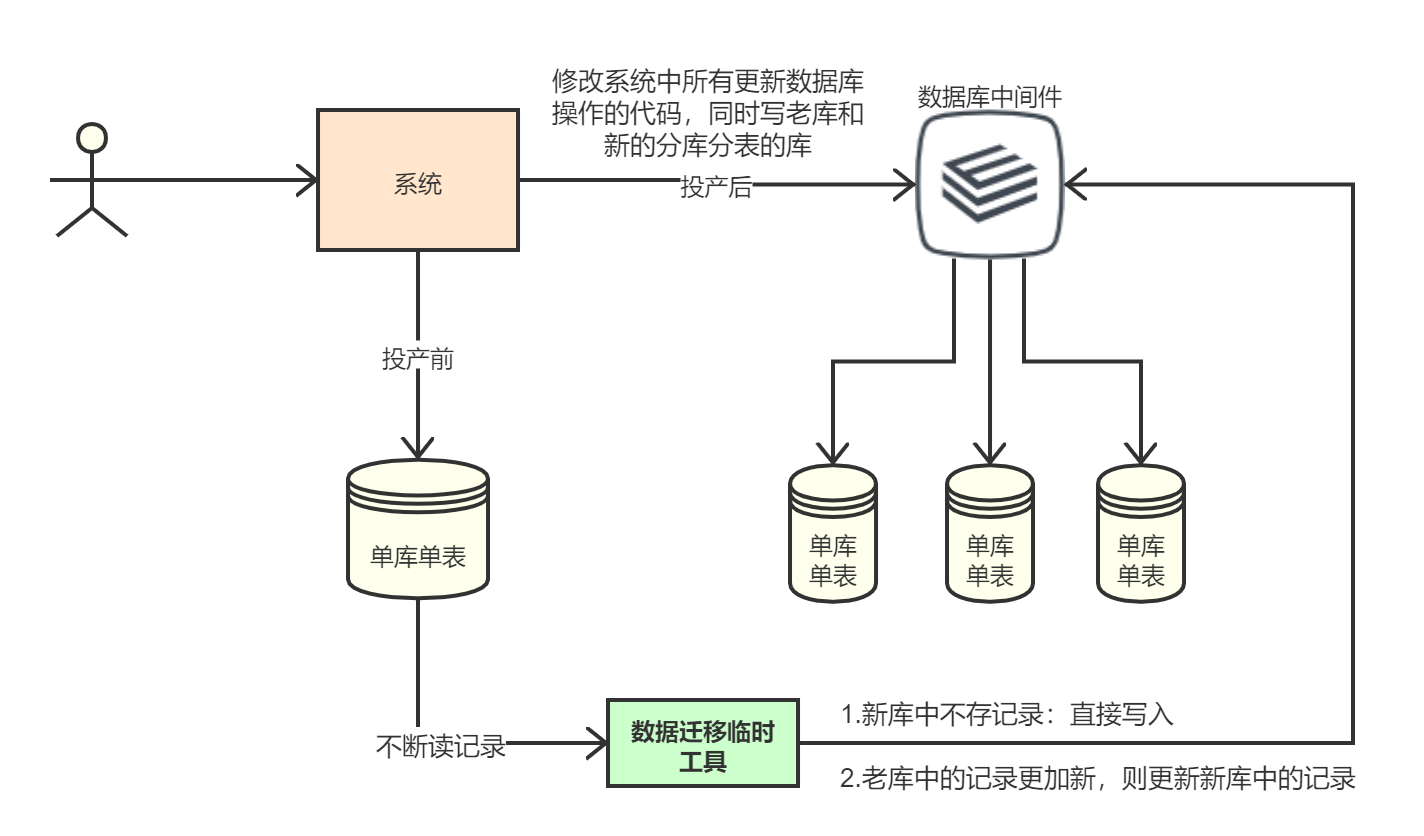 修改系统中所有更新数据库
操作的代码，同时写老库和
新的分库分表的库
数据库中间件
系统
投产后
投产前
单库单表
单库
单表
单库
单表
单库
单表
不断读记录
数据迁移临时
工具
1.新库中不存记录：直接写入
2.老库中的记录更加新，则更新新库中的记录